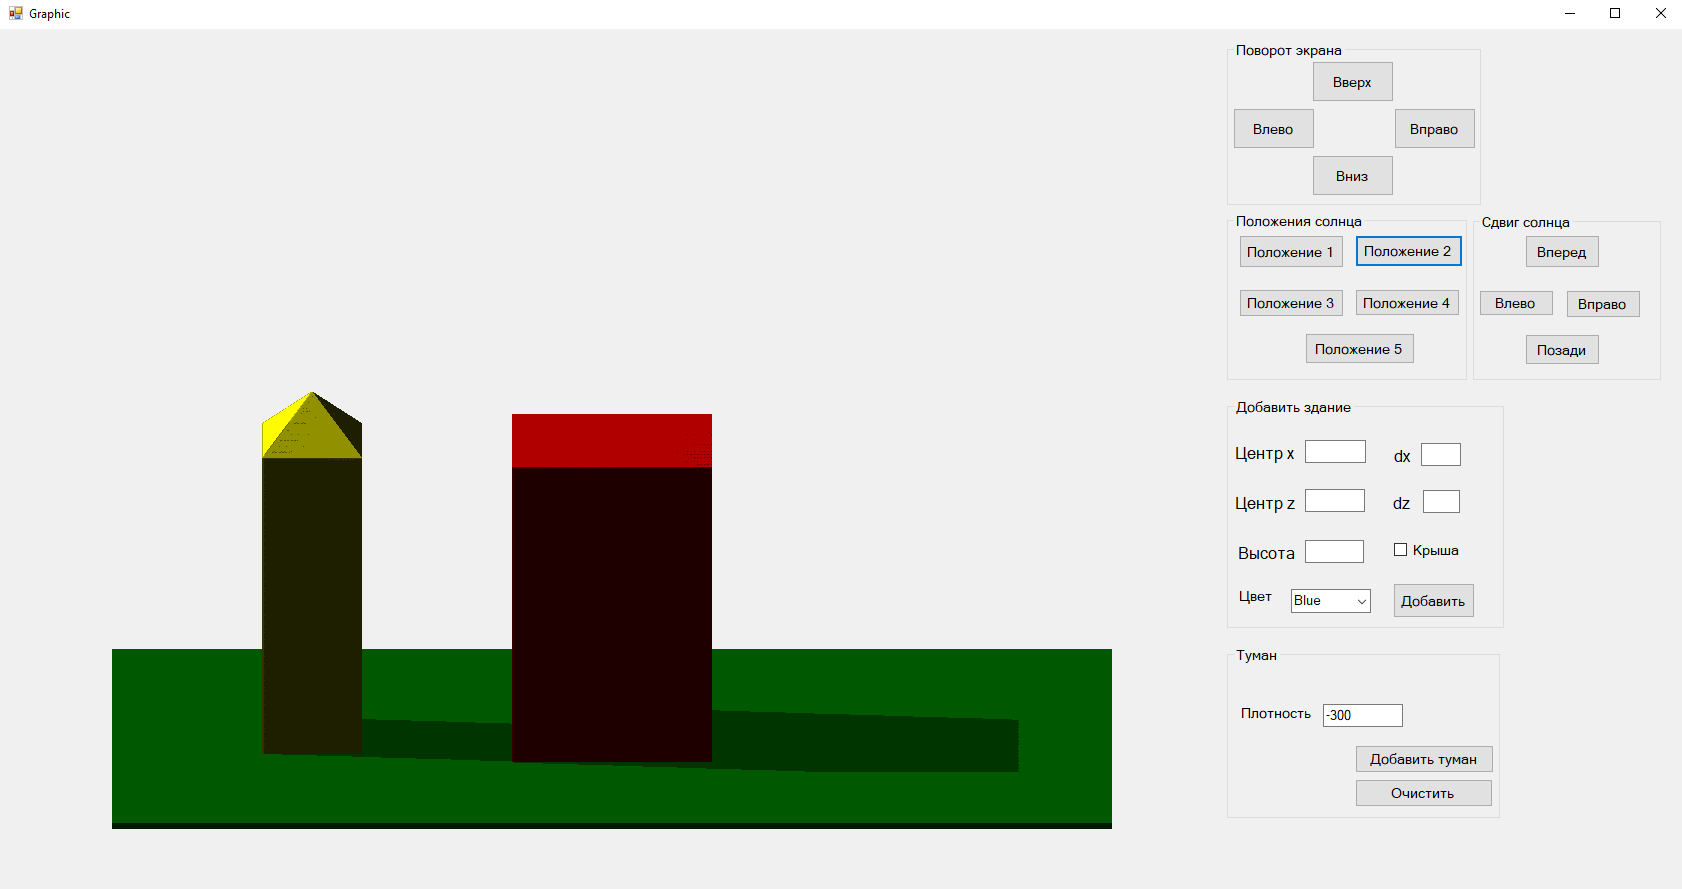 Graphic
Поворот экрана
Вверх
Влево
Вправо
Вниз
Положения солнца
Положение 1
Положение 2
Положение 3
Положение 4
Положение 5
Сдвиг солнца
Вперед
Влево
Вправо
Позади
Добавить здание
Центр x
dx
Центр z
dz
Высота
Крыша
Цвет
Blue
Добавить
Туман
Плотность
-300
Добавить туман
Очистить